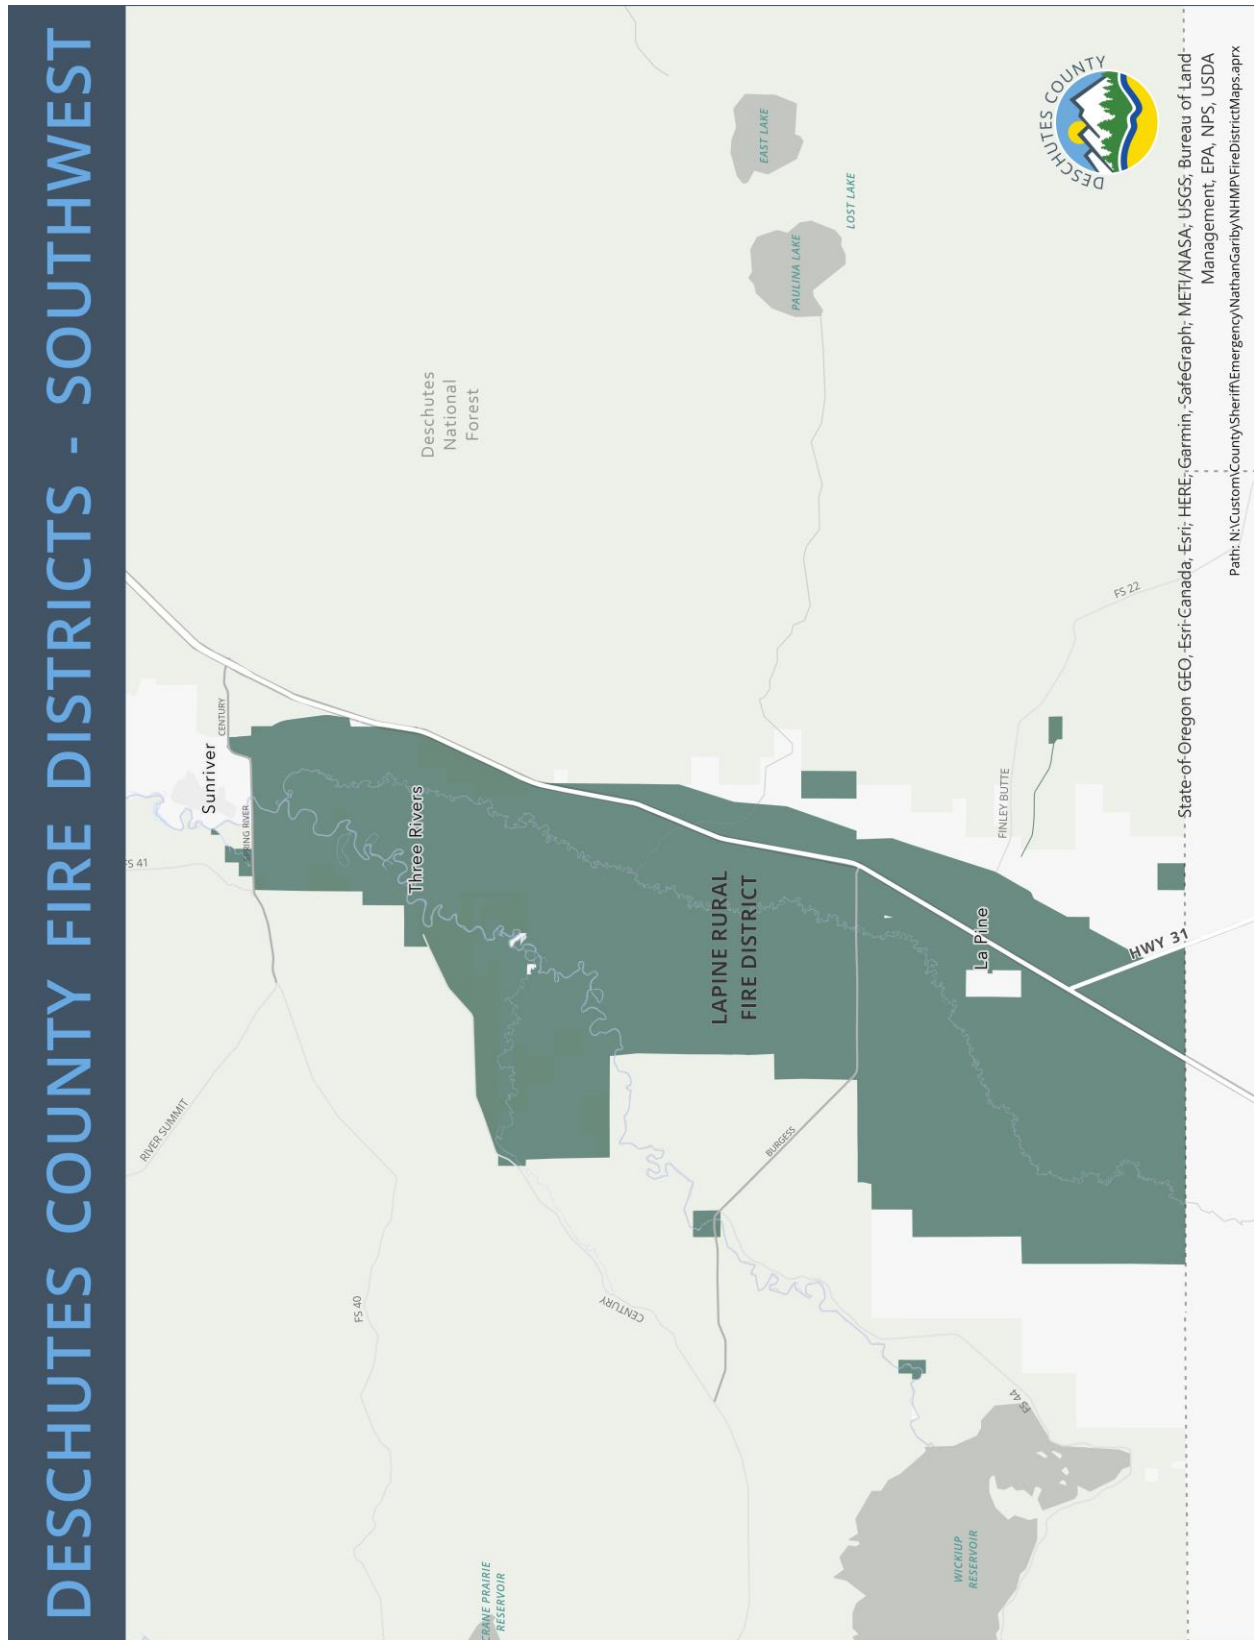 DESCHUTES COUNTY FIRE DISTRICTS - SOUTHWEST
CENTURY
Sunriver
SPRING RIVER
FS 41
RIVER SUMMIT
Deschutes
National
Forest
Three Rivers
FS 40
CRANE PRAIRIE
RESERVOIR
CENTURY
LAPINE RURAL
FIRE DISTRICT
BURGESS
EAST LAKE
PAULINA LAKE
LOST LAKE
La Pine
FINLEY BUTTE
FS 22
HWY 31
FS 44
WICKIUP
RESERVOIR
DESCHUTES COUNTY
State of Oregon GEO, Esri Canada, Esri, HERE, Garmin, SafeGraph, METI/NASA, USGS, Bureau of Land
Management, EPA, NPS, USDA
Path: N:\Custom\County\Sheriff\Emergency\NathanGariby\NHMP\FireDistrictMaps.aprx